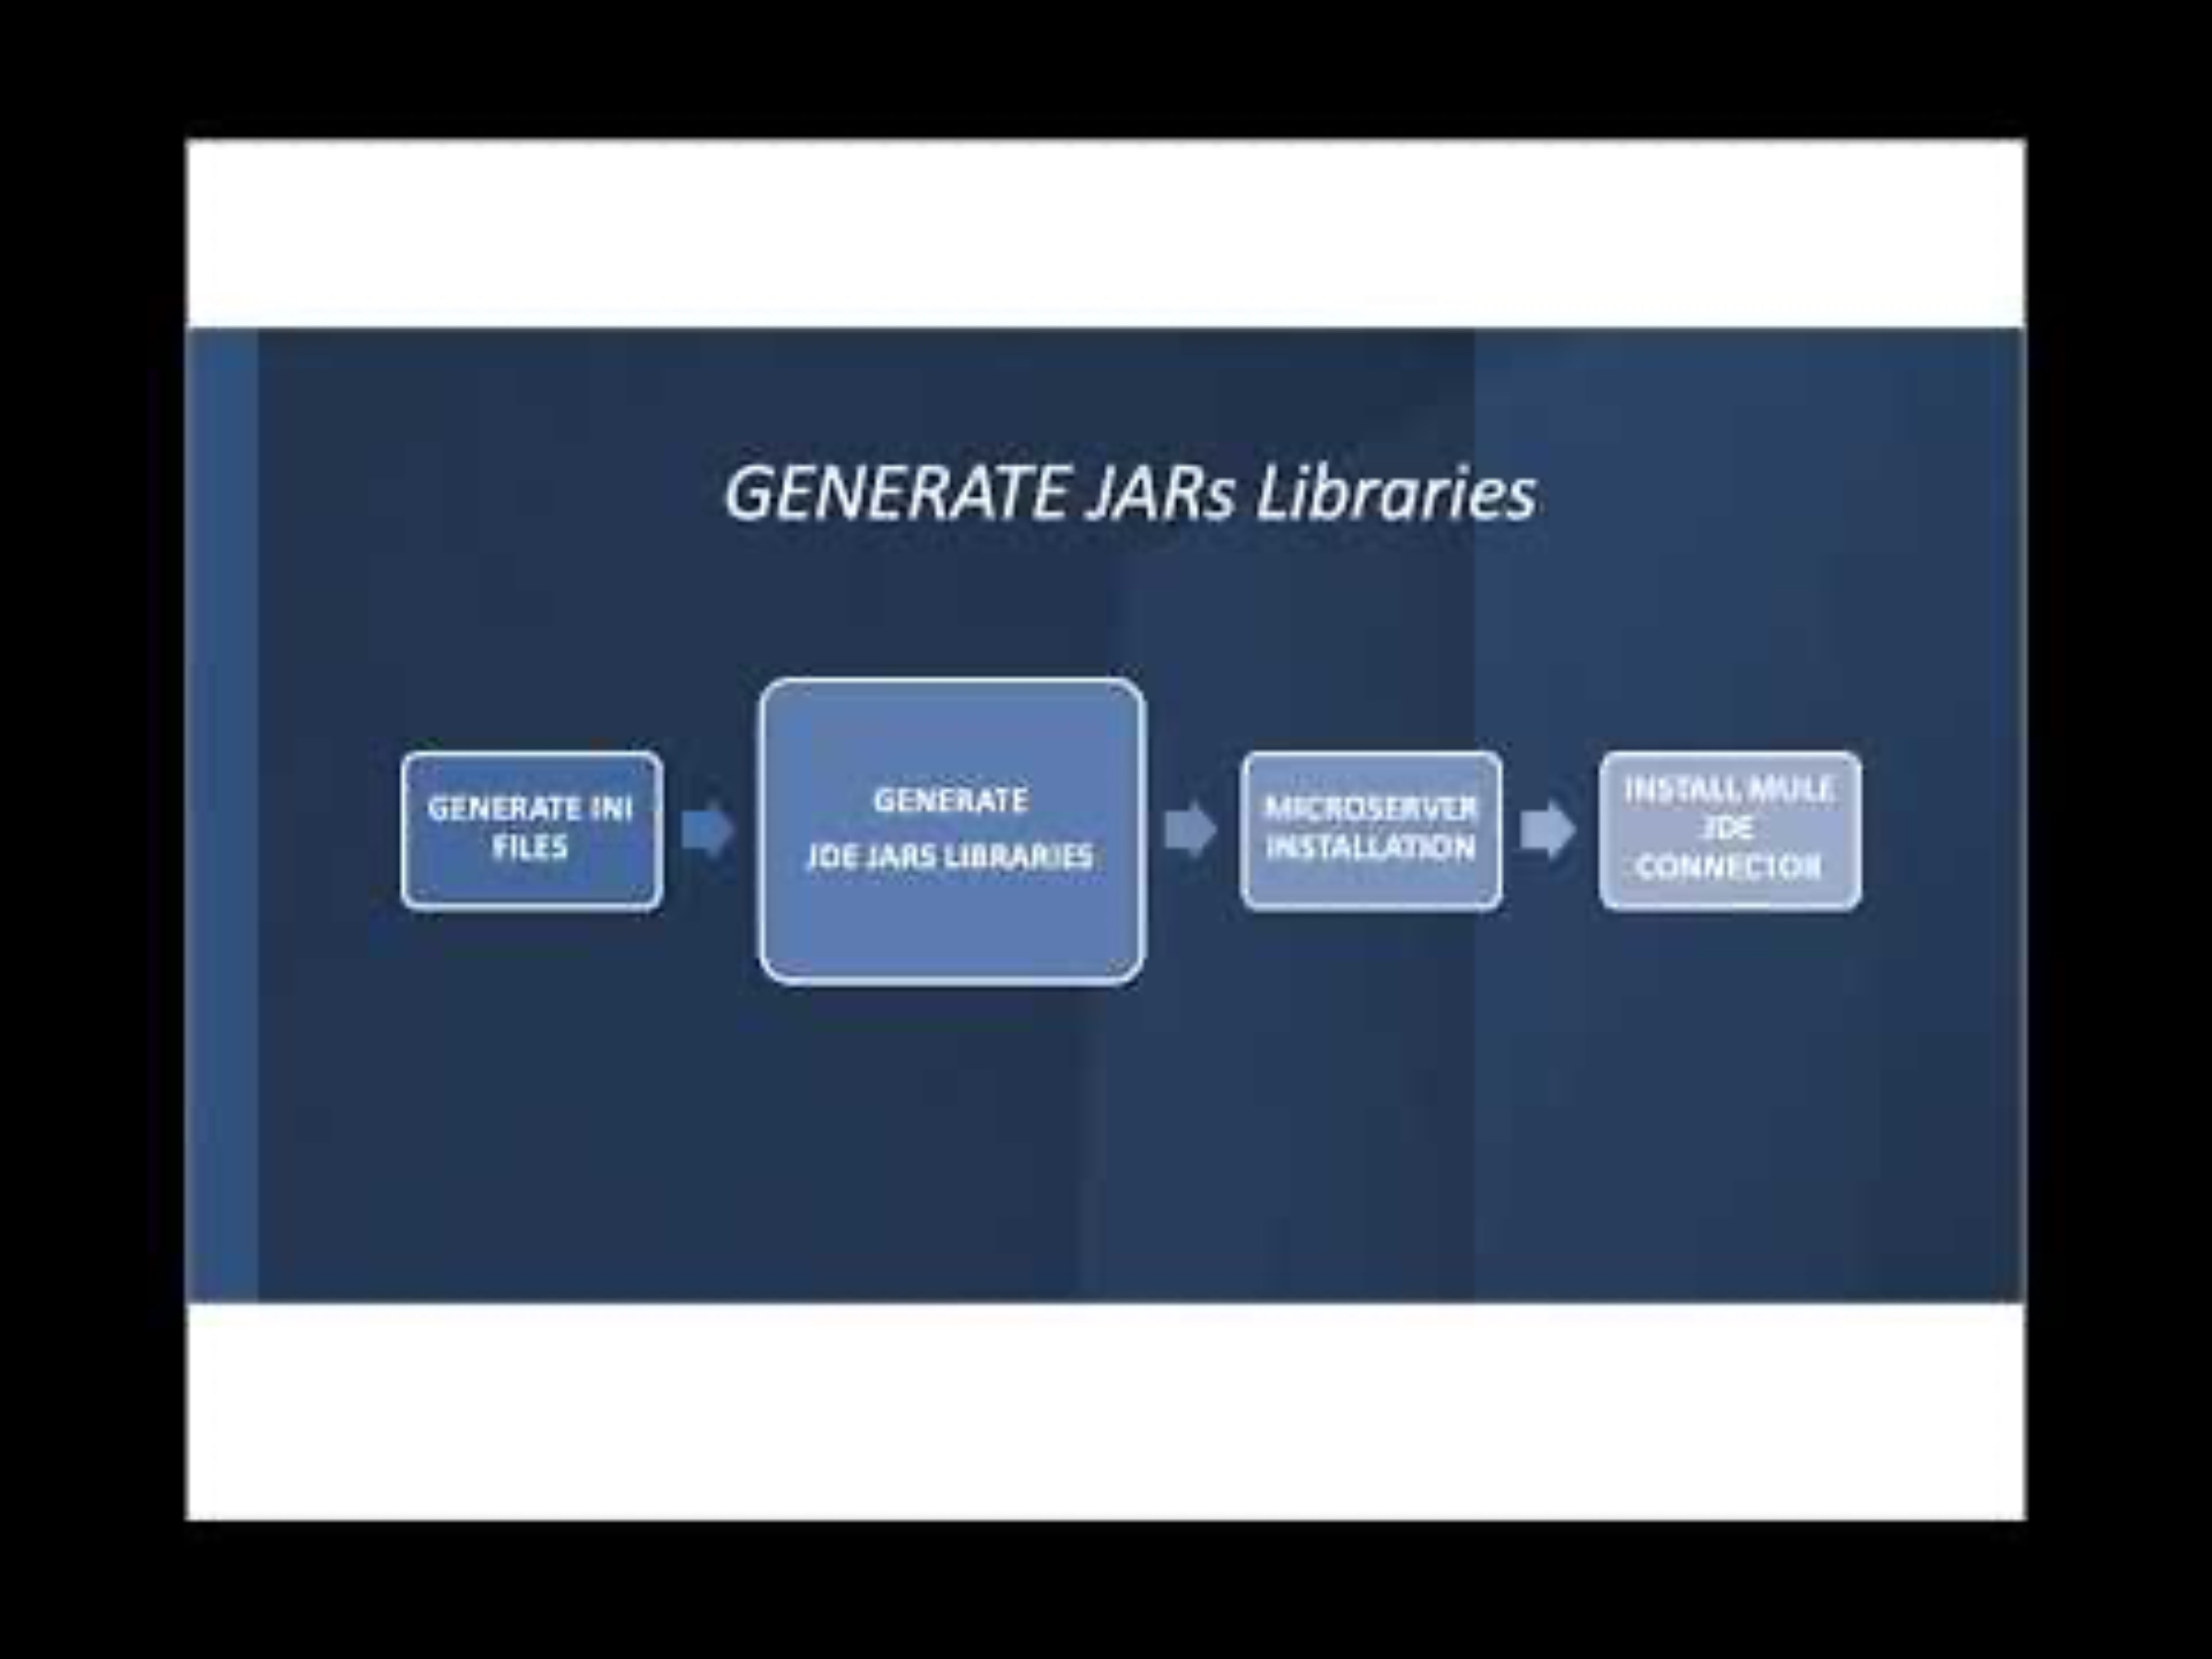 GENERATE JARs Libraries
GENERATE INI
FILES
GENERATE
JDE JARS LIBRARIES
MICROSERVER
INSTALLATION
INSTALL MULE
JDE
CONNECTOR